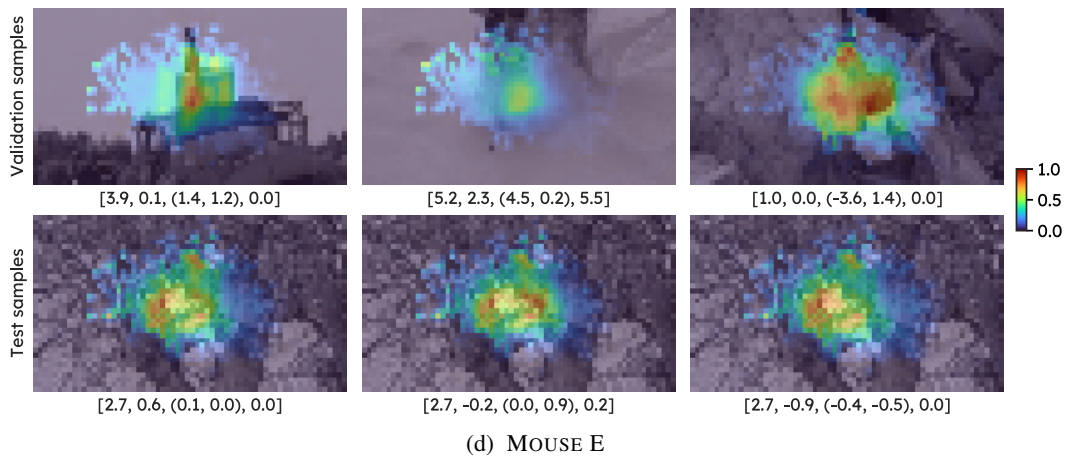 Validation samples
[3.9, 0.1, (1.4, 1.2), 0.0]
[5.2, 2.3, (4.5, 0.2), 5.5]
[1.0, 0.0, (-3.6, 1.4), 0.0]
1.0
0.5
0.0
Test samples
[2.7, 0.6, (0.1, 0.0), 0.0]
[2.7, -0.2, (0.0, 0.9), 0.2]
[2.7, -0.9, (-0.4, -0.5), 0.0]
(d) MOUSE E